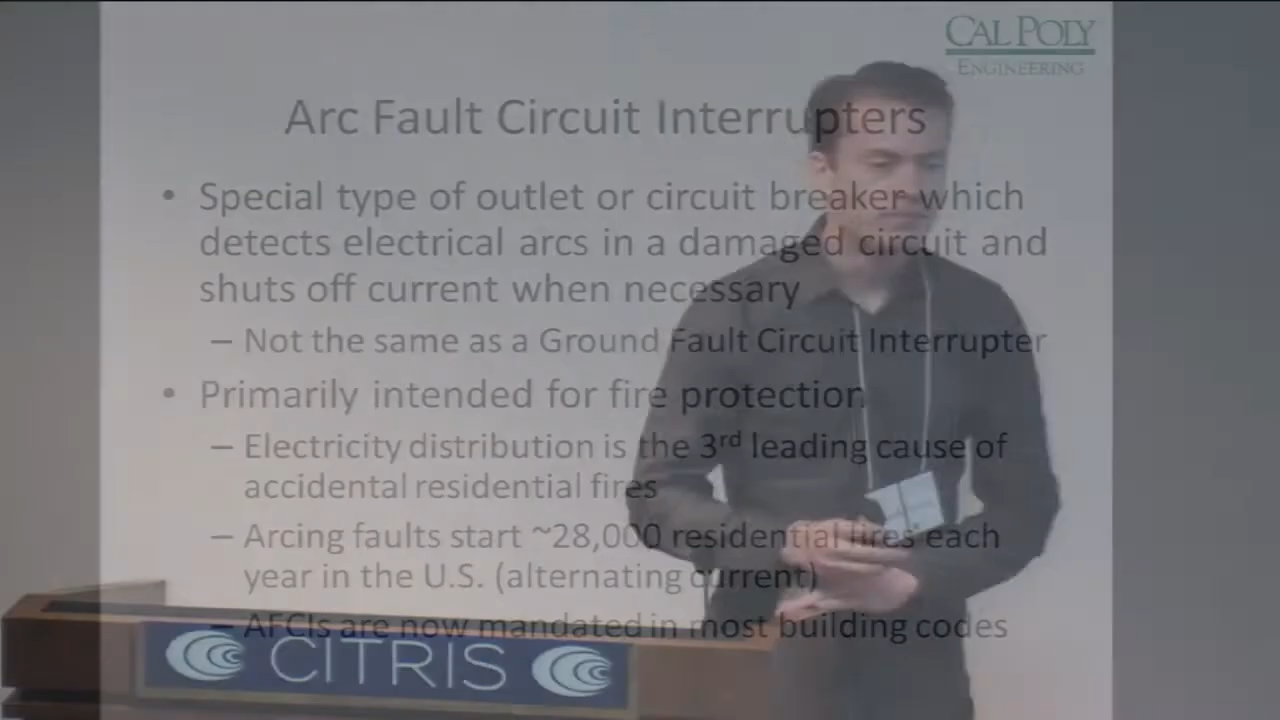 CAL POLY
ENGINEERING
Arc Fault Circuit Interrupters
• Special type of outlet or circuit breaker which
detects electrical arcs in a damaged circuit and
shuts off current when necessary
– Not the same as a Ground Fault Circuit Interrupter
• Primarily intended for fire protection
– Electricity distribution is the 3rd leading cause of
accidental residential fires
– Arcing faults start ~28,000 residential fires each
year in the U.S. (alternating current)
– AFCIs are now mandated in most building codes
CITRIS